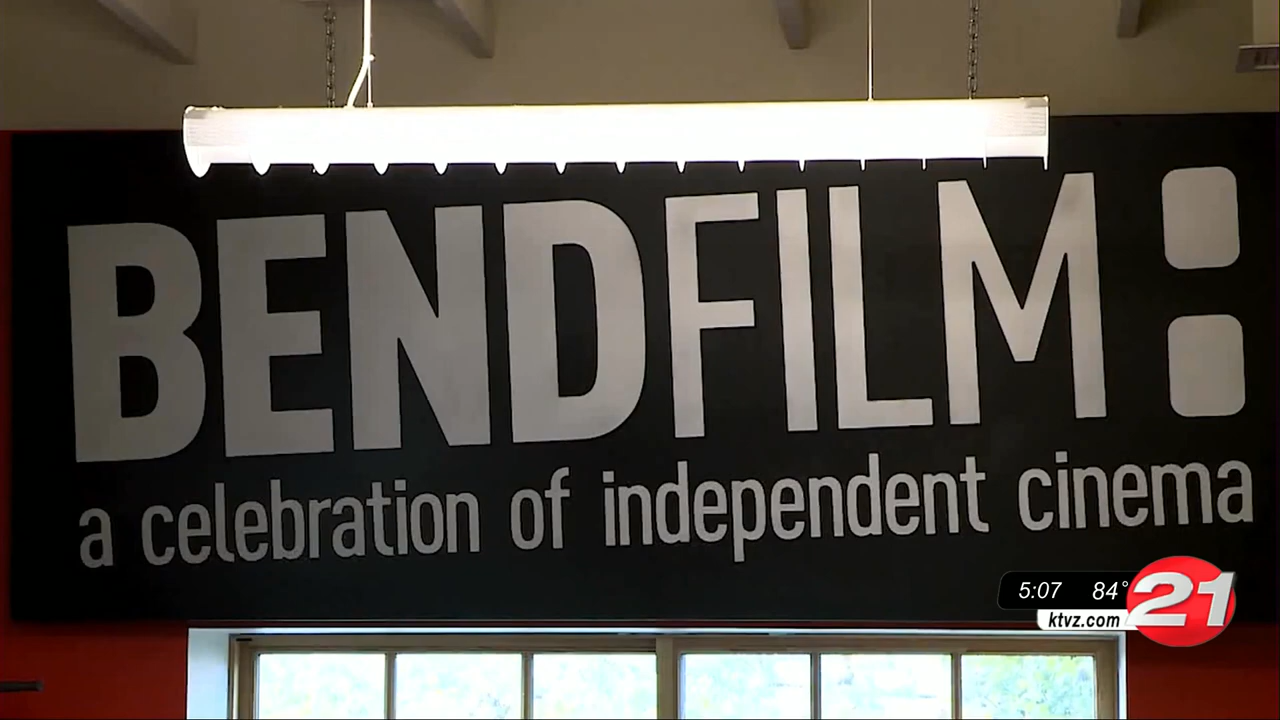 BENDFILM:
a celebration of independent cinema
5:07 84°
21
ktvz.com